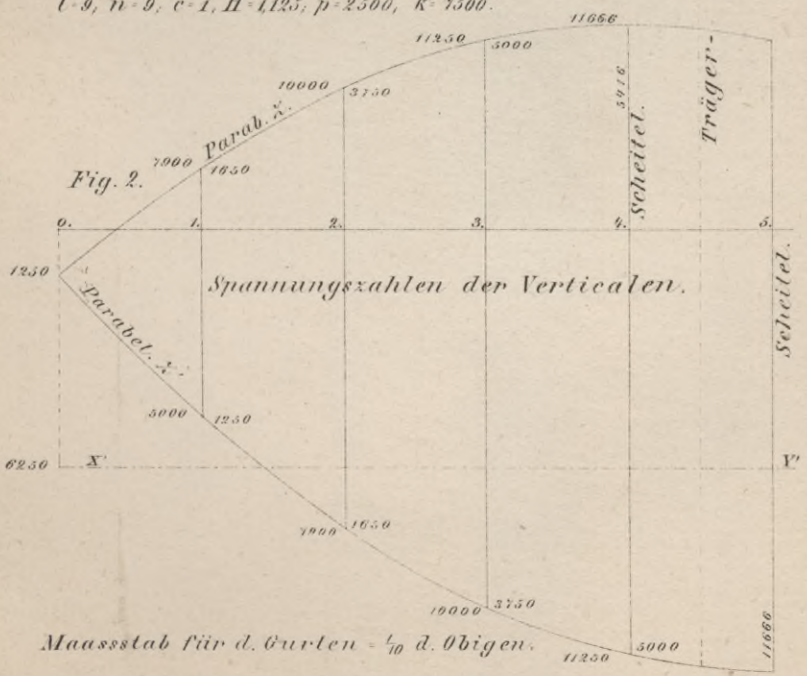 l=9, n=9; c=1, H=1,125; p=2500, k=7500.
11666
11250 5000
10000 3750
Parab. X.
7900 1650
5416
Scheitel.
Träger-
Fig. 2.
0. 1. 2. 3. 4. 5.
1250
Spannungszahlen der Verticalen.
Scheitel.
Parabel. X'
5000 1250
6250 X' Y'
7900 1650
10000 3750
11666
Maassstab für d. Gurten = 1/10 d. Obigen.
11250 5000